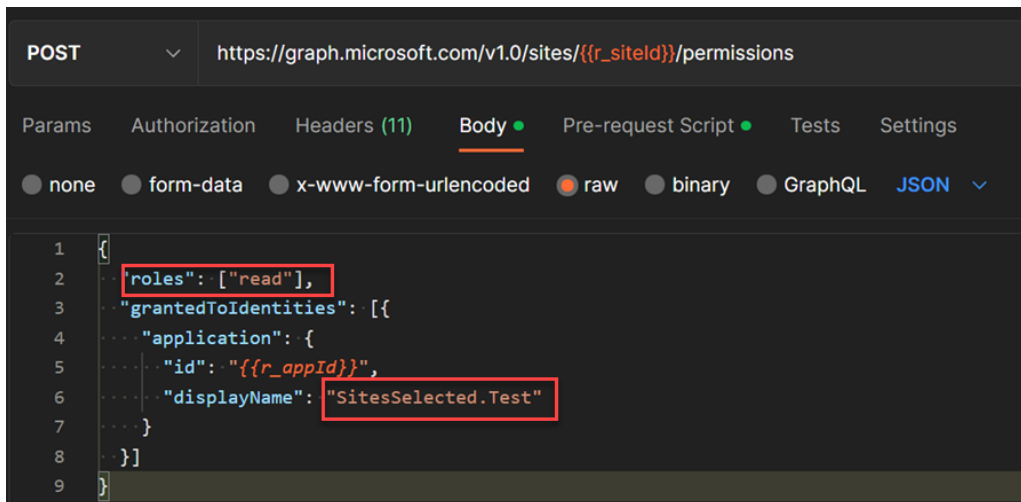 POST https://graph.microsoft.com/v1.0/sites/{{r_siteId}}/permissions
Params Authorization Headers (11) Body Pre-request Script Tests Settings
none form-data x-www-form-urlencoded raw binary GraphQL JSON
1 {
2 "roles": ["read"],
3 "grantedToIdentities": [{
4 "application": {
5 "id": "{{r_appId}}",
6 "displayName": "SitesSelected.Test"
7 }
8 }]
9 }